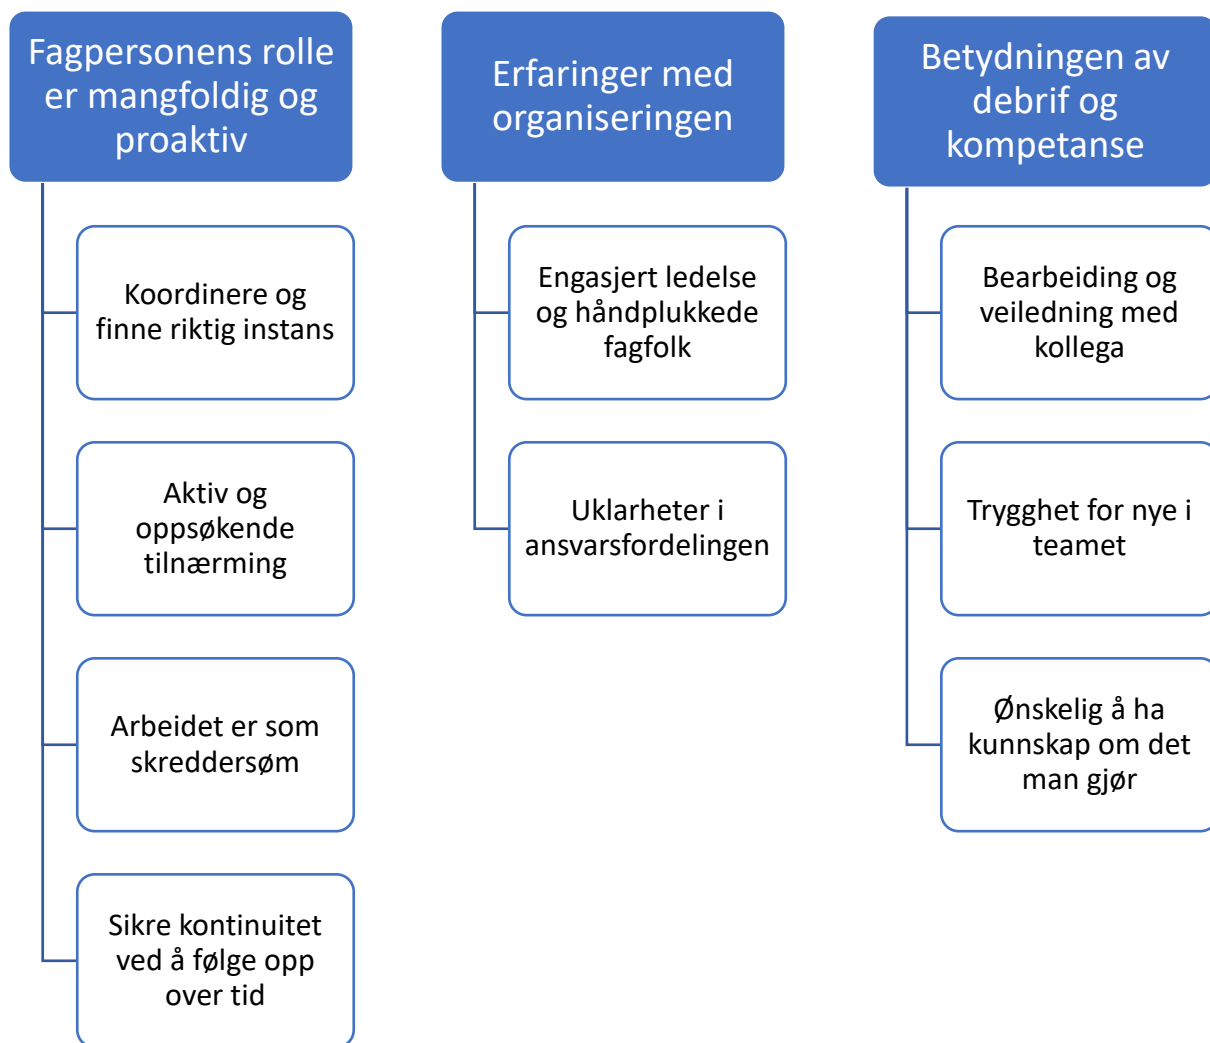 Fagpersonens rolle
er mangfoldig og
proaktiv
Koordinere og
finne riktig instans
Aktiv og
oppsøkende
tilnærming
Arbeidet er som
skreddersøm
Sikre kontinuitet
ved å følge opp
over tid
Erfaringer med
organiseringen
Engasjert ledelse
og håndplukkede
fagfolk
Uklarheter i
ansvarsfordelingen
Betydningen av
debrif og
kompetanse
Bearbeiding og
veiledning med
kollega
Trygghet for nye i
teamet
Ønskelig å ha
kunnskap om det
man gjør